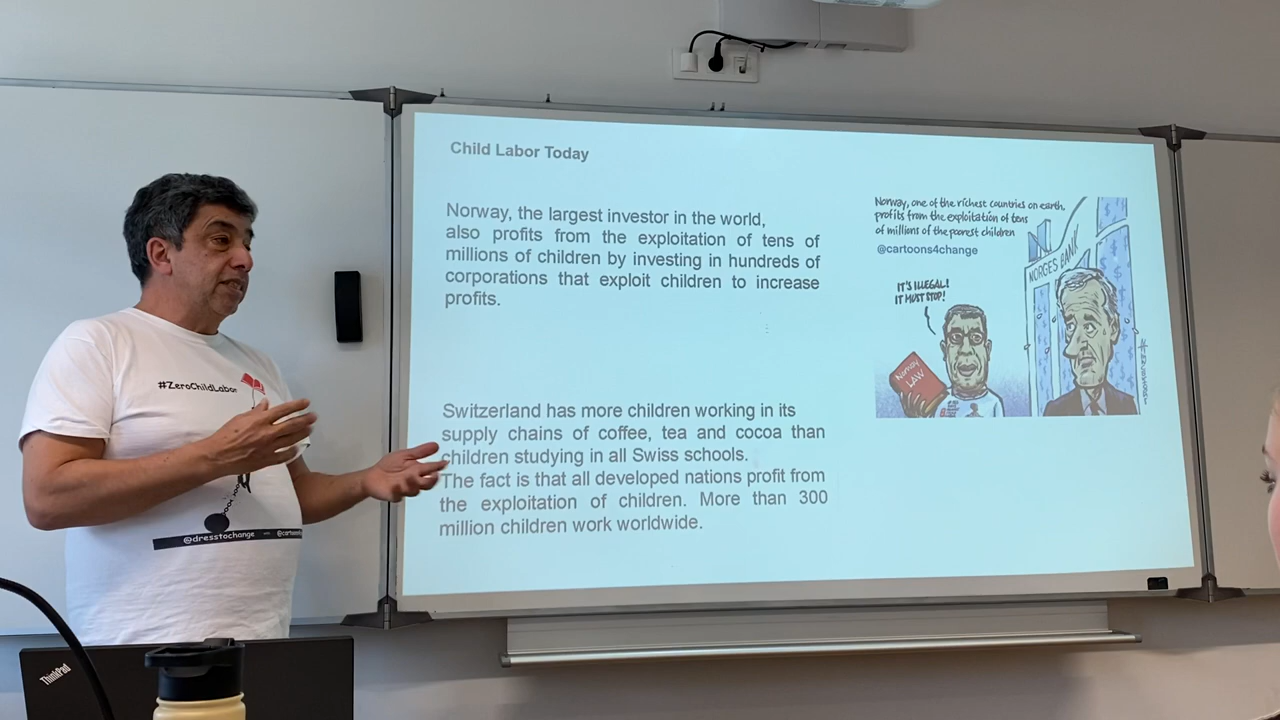 Child Labor Today
Norway, the largest investor in the world,
also profits from the exploitation of tens of
millions of children by investing in hundreds of
corporations that exploit children to increase
profits.
Switzerland has more children working in its
supply chains of coffee, tea and cocoa than
children studying in all Swiss schools.
The fact is that all developed nations profit from
the exploitation of children. More than 300
million children work worldwide.
Norway, one of the richest countries on earth,
profits from the exploitation of tens
of millions of the poorest children
@cartoons4change
NORGES BANK
IT'S ILLEGAL!
IT MUST STOP!
Norway
LAW
#ZeroChildLabor
@dresstochange
ThinkPad